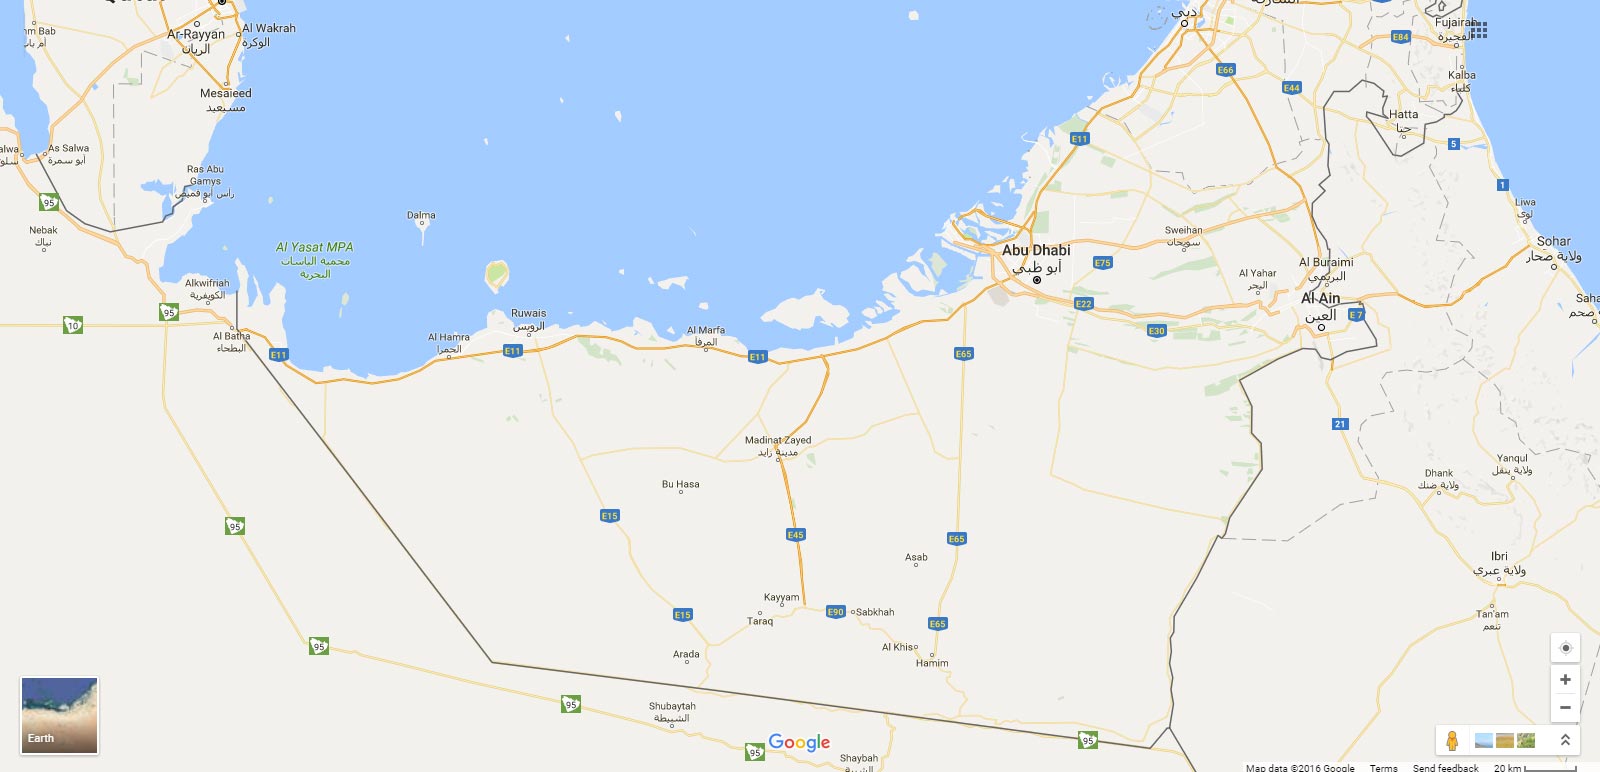 دبي
Fujairah
الفجيرة
Ar-Rayyan
الريان
Al Wakrah
الوكرة
أم باب
E84
E66
Kalba
كلباء
Mesaieed
مسيعيد
E44
Hatta
حتا
E11
5
As Salwa
أبو سمرة
Ras Abu
Gamys
رأس أبو قميص
1
95
Liwa
لوى
Dalma
Nebak
نباك
Sweihan
سويحان
Sohar
ولاية صحار
Al Yasat MPA
محمية الياسات
البحرية
Abu Dhabi
أبو ظبي
E75
Al Buraimi
البريمي
Al Yahar
اليحر
Alkwifriah
الكويفرية
Al Ain
العين
E22
E 7
95
10
Ruwais
الرويس
Al Marfa
المرفأ
E30
Al Batha
البطحاء
Al Hamra
الحمرا
E11
E11
E11
E65
21
Madinat Zayed
مدينة زايد
Yanqul
ولاية ينقل
Dhank
ولاية ضنك
Bu Hasa
E15
95
E45
E65
Asab
Ibri
ولاية عبري
Kayyam
Taraq
E90
Sabkhah
E15
E65
Tan'am
تنعم
95
Al Khis
Hamim
Arada
95
Shubaytah
الشبيطة
95
Google
95
Shaybah
الشيبة
Earth
Map data ©2016 Google
Terms
Send feedback
20 km